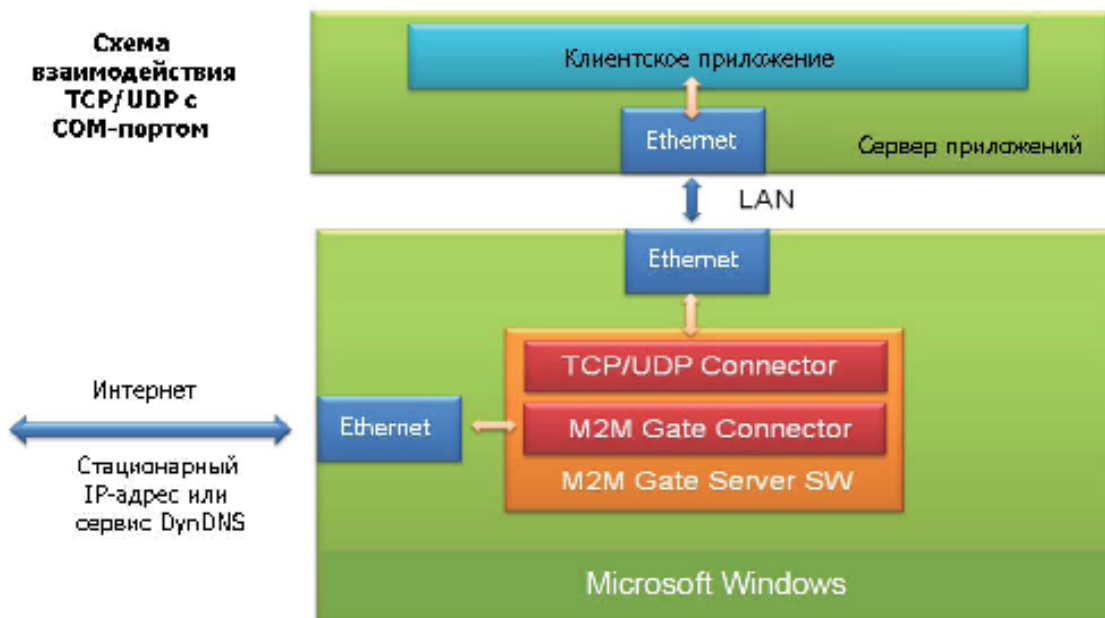 Схема
взаимодействия
TCP/UDP с
COM-портом
Клиентское приложение
Ethernet
Сервер приложений
LAN
Ethernet
TCP/UDP Connector
Интернет
Ethernet
M2M Gate Connector
M2M Gate Server SW
Стационарный
IP-адрес или
сервис DynDNS
Microsoft Windows